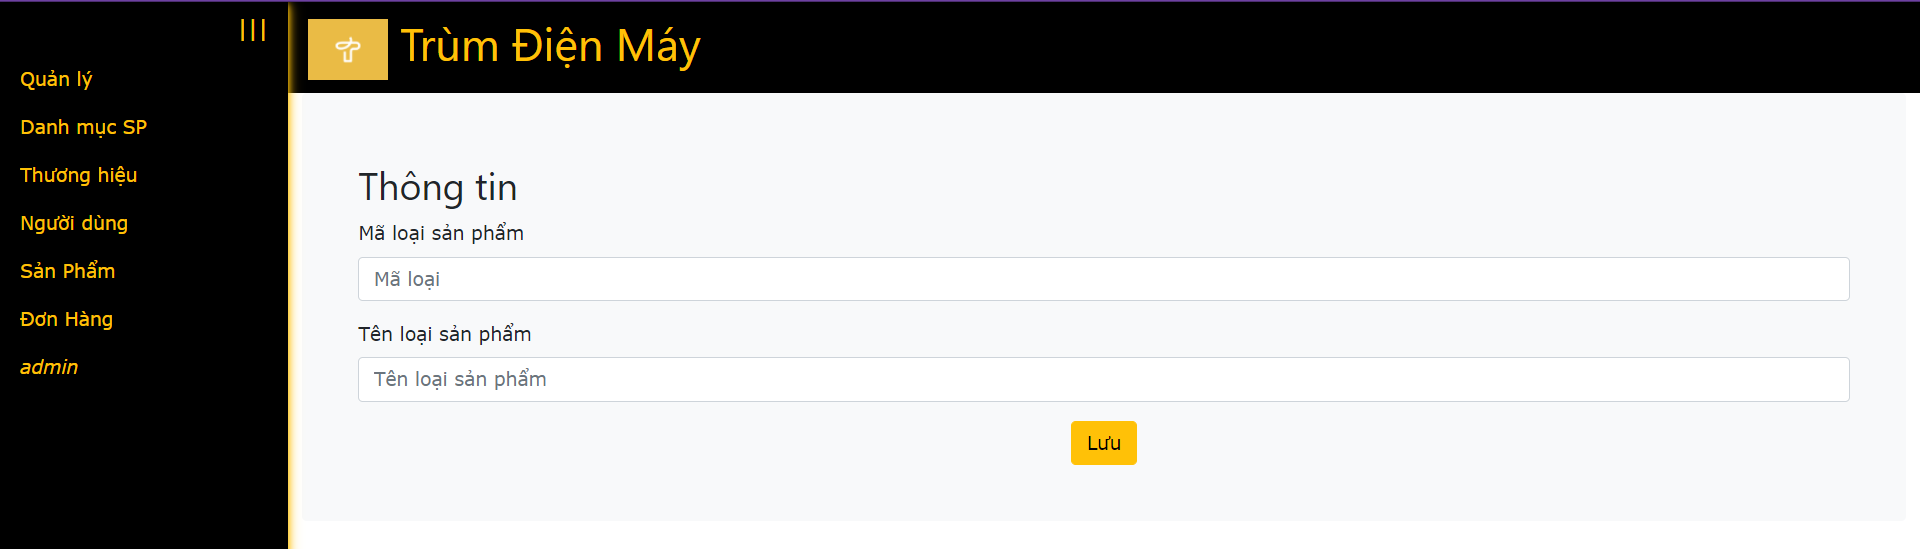 |||
Quản lý
Danh mục SP
Thương hiệu
Người dùng
Sản Phẩm
Đơn Hàng
admin
Trùm Điện Máy
Thông tin
Mã loại sản phẩm
Mã loại
Tên loại sản phẩm
Tên loại sản phẩm
Lưu